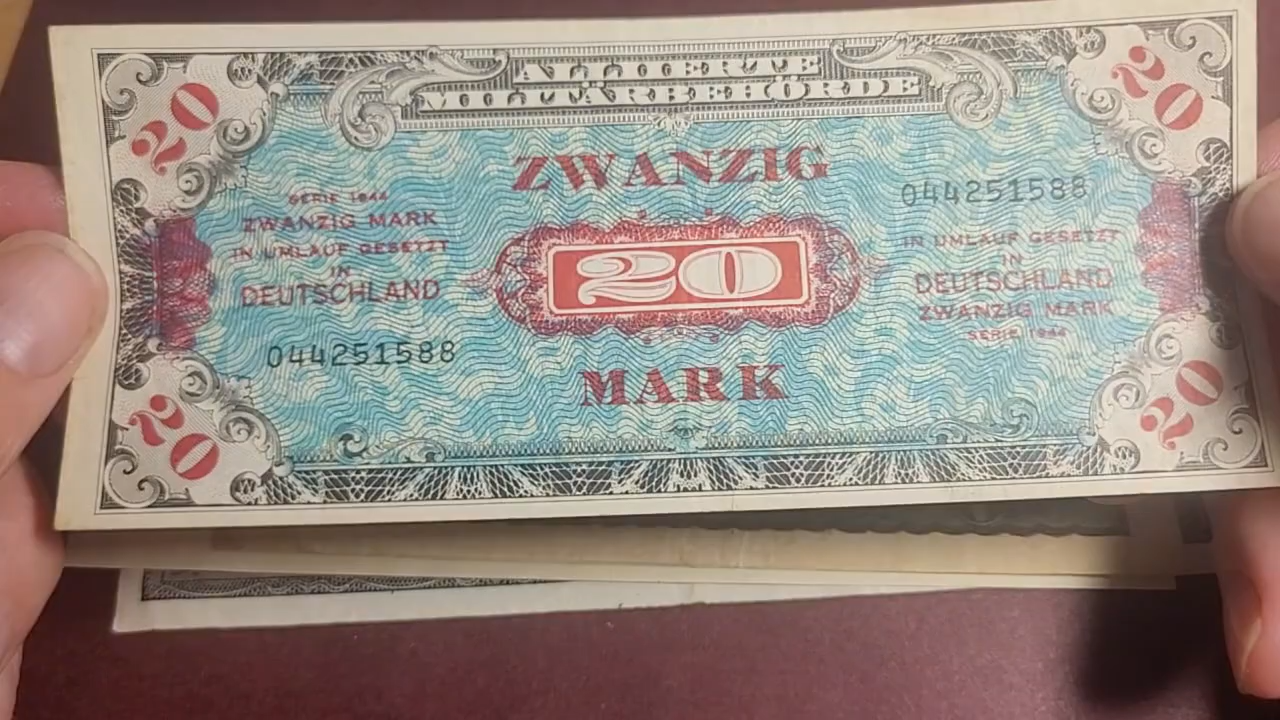 20
20
ALLIIERTE
MILITÄRBEHÖRDE
ZWANZIG
SERIE 1944
ZWANZIG MARK
IN UMLAUF GESETZT
IN
DEUTSCHLAND
044251588
20
044251588
IN UMLAUF GESETZT
IN
DEUTSCHLAND
ZWANZIG MARK
SERIE 1944
MARK
20
20